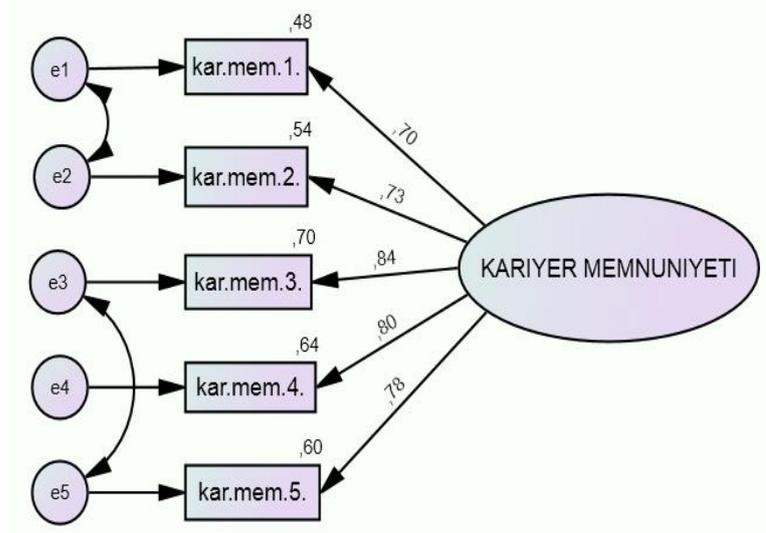 ,48
e1
kar.mem.1.
,70
,54
e2
kar.mem.2.
,73
,70
e3
kar.mem.3.
,84
KARIYER MEMNUNIYETI
,64
e4
kar.mem.4.
,80
,60
e5
kar.mem.5.
,78